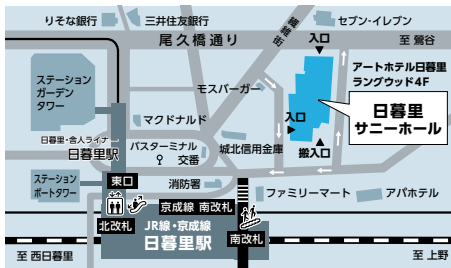 りそな銀行
三井住友銀行
繊維街
セブン-イレブン
尾久橋通り
入口
至 鶯谷
アートホテル日暮里
ラングウッド4F
ステーション
ガーデン
タワー
モスバーガー
日暮里
サニーホール
マクドナルド
入口
日暮里・舎人ライナー
日暮里駅
バスターミナル
交番
城北信用金庫
搬入口
ステーション
ポートタワー
東口
消防署
ファミリーマート
アパホテル
京成線 南改札
北改札
JR線・京成線
日暮里駅
南改札
至 西日暮里
至 上野